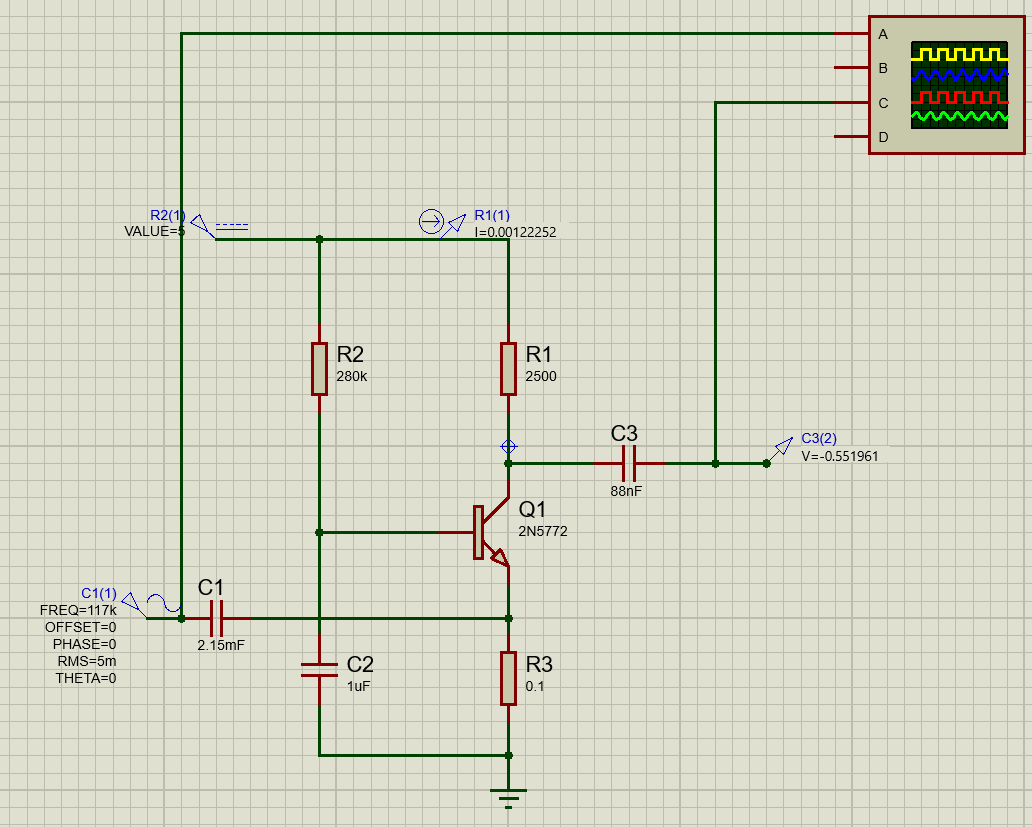 A
B
C
D
R2(1)
VALUE=5
R1(1)
I=0.00122252
R2
280k
R1
2500
C3
88nF
C3(2)
V=-0.551961
Q1
2N5772
C1(1)
FREQ=117k
OFFSET=0
PHASE=0
RMS=5m
THETA=0
C1
2.15mF
C2
1uF
R3
0.1